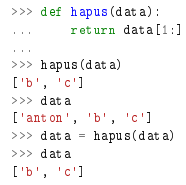 >>> def hapus(data):
...     return data[1:]
...
>>> hapus(data)
['b', 'c']
>>> data
['anton', 'b', 'c']
>>> data = hapus(data)
>>> data
['b', 'c']